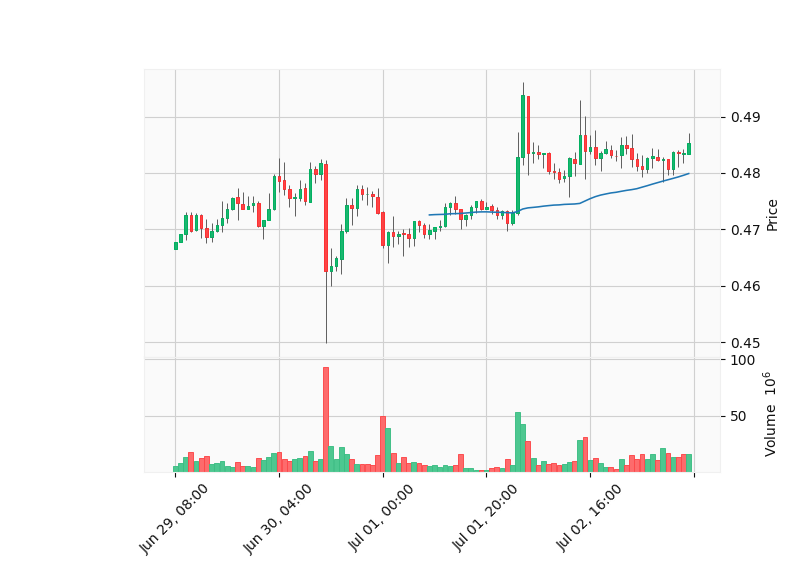 0.49
0.48
0.47
0.46
0.45
Price
100
50
Volume 10^6
Jun 29, 08:00
Jun 30, 04:00
Jul 01, 00:00
Jul 01, 20:00
Jul 02, 16:00